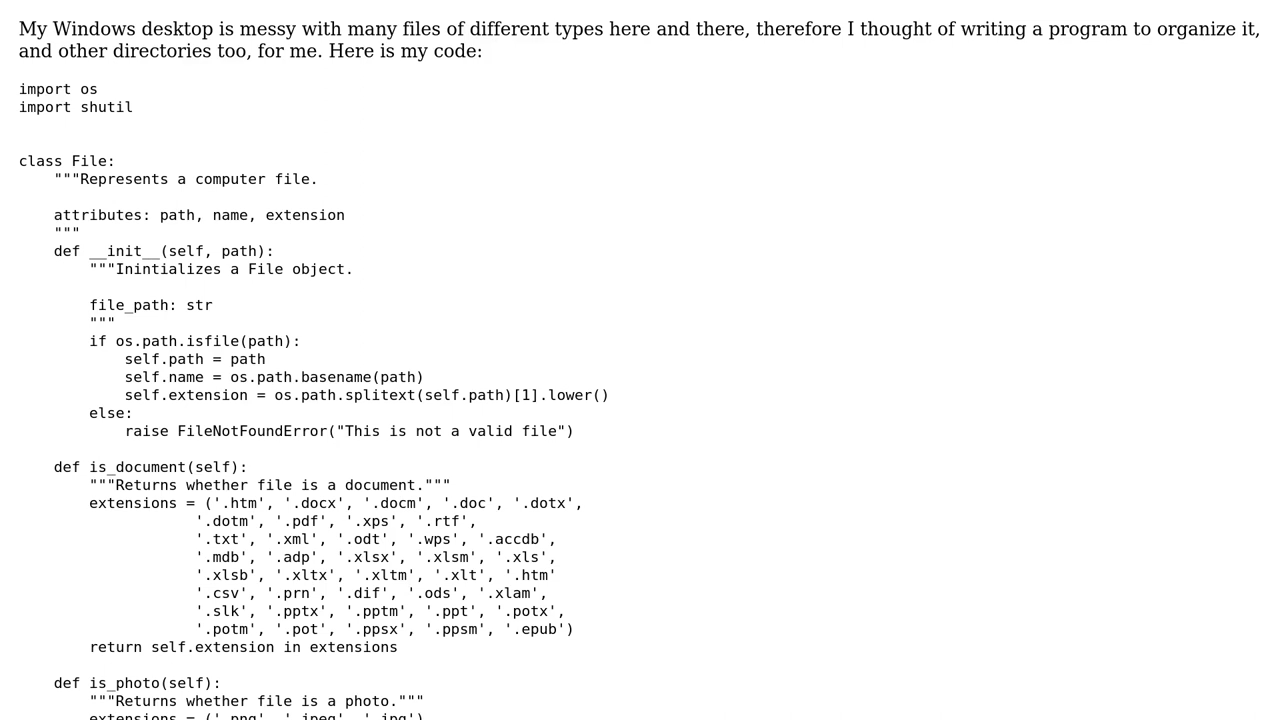 My Windows desktop is messy with many files of different types here and there, therefore I thought of writing a program to organize it,
and other directories too, for me. Here is my code:
import os
import shutil
class File:
    """Represents a computer file.
    attributes: path, name, extension
    """
    def __init__(self, path):
        """Inintializes a File object.
        file_path: str
        """
        if os.path.isfile(path):
            self.path = path
            self.name = os.path.basename(path)
            self.extension = os.path.splitext(self.path)[1].lower()
        else:
            raise FileNotFoundError("This is not a valid file")
    def is_document(self):
        """Returns whether file is a document."""
        extensions = ('.htm', '.docx', '.docm', '.doc', '.dotx',
                    '.dotm', '.pdf', '.xps', '.rtf',
                    '.txt', '.xml', '.odt', '.wps', '.accdb',
                    '.mdb', '.adp', '.xlsx', '.xlsm', '.xls',
                    '.xlsb', '.xltx', '.xltm', '.xlt', '.htm'
                    '.csv', '.prn', '.dif', '.ods', '.xlam',
                    '.slk', '.pptx', '.pptm', '.ppt', '.potx',
                    '.potm', '.pot', '.ppsx', '.ppsm', '.epub')
        return self.extension in extensions
    def is_photo(self):
        """Returns whether file is a photo."""
        extensions = ('.png', '.jpeg', '.jpg')